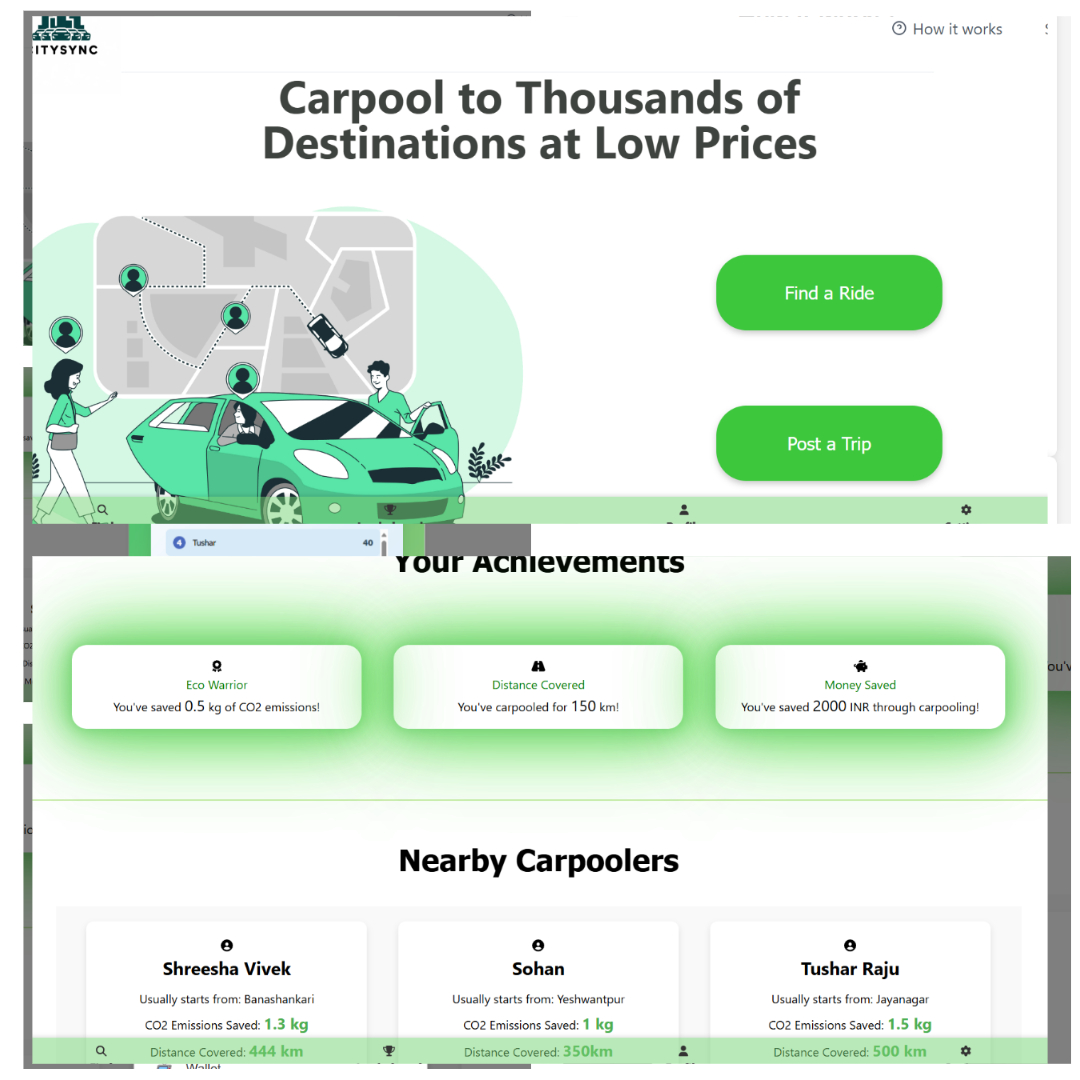 CITYSYNC
How it works
Carpool to Thousands of
Destinations at Low Prices
Find a Ride
Post a Trip
4 Tushar 40
Your Achievements
Eco Warrior
You've saved 0.5 kg of CO2 emissions!
Distance Covered
You've carpooled for 150 km!
Money Saved
You've saved 2000 INR through carpooling!
Nearby Carpoolers
Shreesha Vivek
Usually starts from: Banashankari
CO2 Emissions Saved: 1.3 kg
Distance Covered: 444 km
Sohan
Usually starts from: Yeshwantpur
CO2 Emissions Saved: 1 kg
Distance Covered: 350km
Tushar Raju
Usually starts from: Jayanagar
CO2 Emissions Saved: 1.5 kg
Distance Covered: 500 km
Wallet